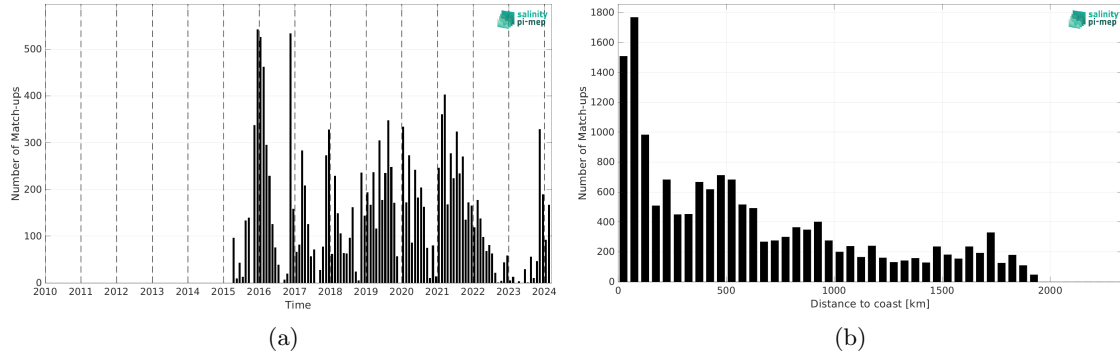 salinity
pi-mep
Number of Match-ups
500
400
300
200
100
0
2010 2011 2012 2013 2014 2015 2016 2017 2018 2019 2020 2021 2022 2023 2024
Time
(a)
salinity
pi-mep
Number of Match-ups
1800
1600
1400
1200
1000
800
600
400
200
0
0 500 1000 1500 2000
Distance to coast [km]
(b)